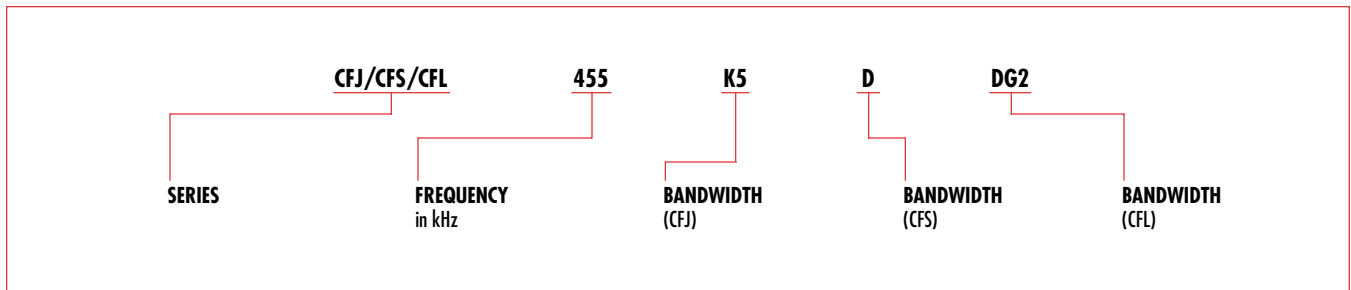 CFJ/CFS/CFL 455 K5 D DG2
SERIES FREQUENCY BANDWIDTH BANDWIDTH BANDWIDTH
in kHz (CFJ) (CFS) (CFL)